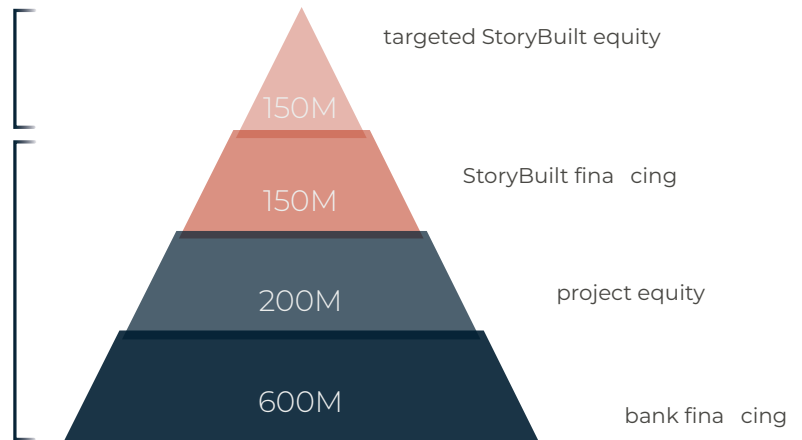 targeted StoryBuilt equity
150M
StoryBuilt fina cing
150M
project equity
200M
600M
bank fina cing